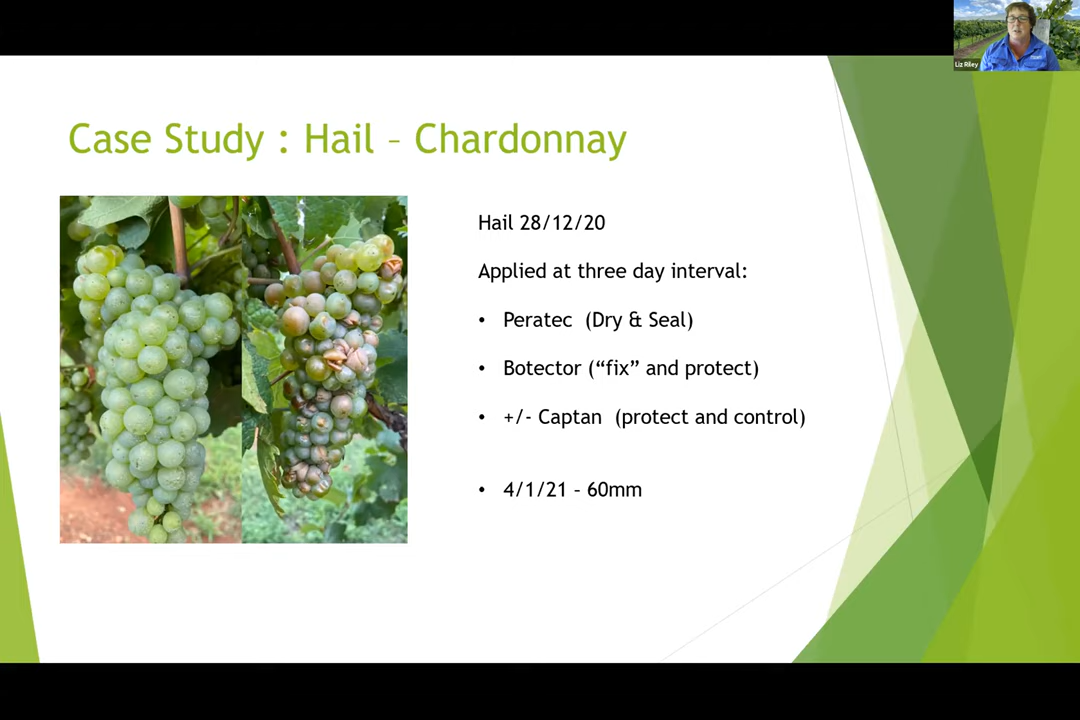 Liz Riley
Case Study : Hail – Chardonnay
Hail 28/12/20
Applied at three day interval:
• Peratec (Dry & Seal)
• Botector (“fix” and protect)
• +/- Captan (protect and control)
• 4/1/21 – 60mm